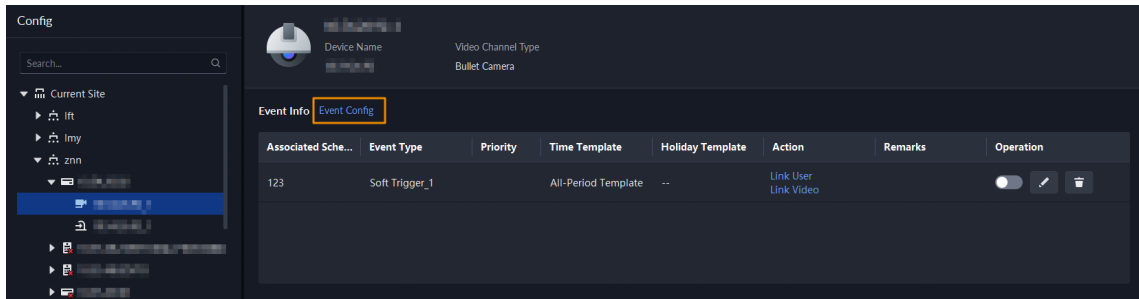 Config
Search...
Current Site
lft
lmy
znn
Device Name
Video Channel Type
Bullet Camera
Event Info Event Config
Associated Sche... Event Type Priority Time Template Holiday Template Action Remarks Operation
123 Soft Trigger_1 All-Period Template -- Link User
Link Video